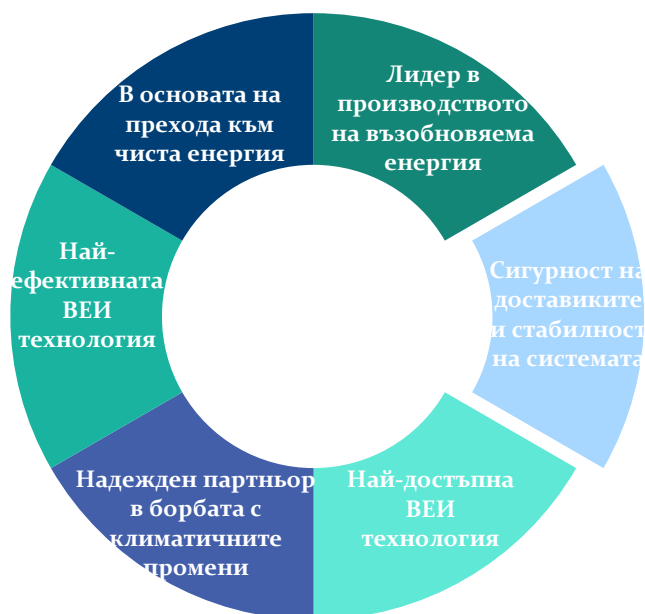 Лидер в
производството
на възобновяема
енергия
Сигурност на
доставиките
и стабилност
на системата
Най-достъпна
ВЕИ
технология
Надежден партньор
в борбата с
климатичните
промени
Най-
ефективната
ВЕИ
технология
В основата на
прехода към
чиста енергия